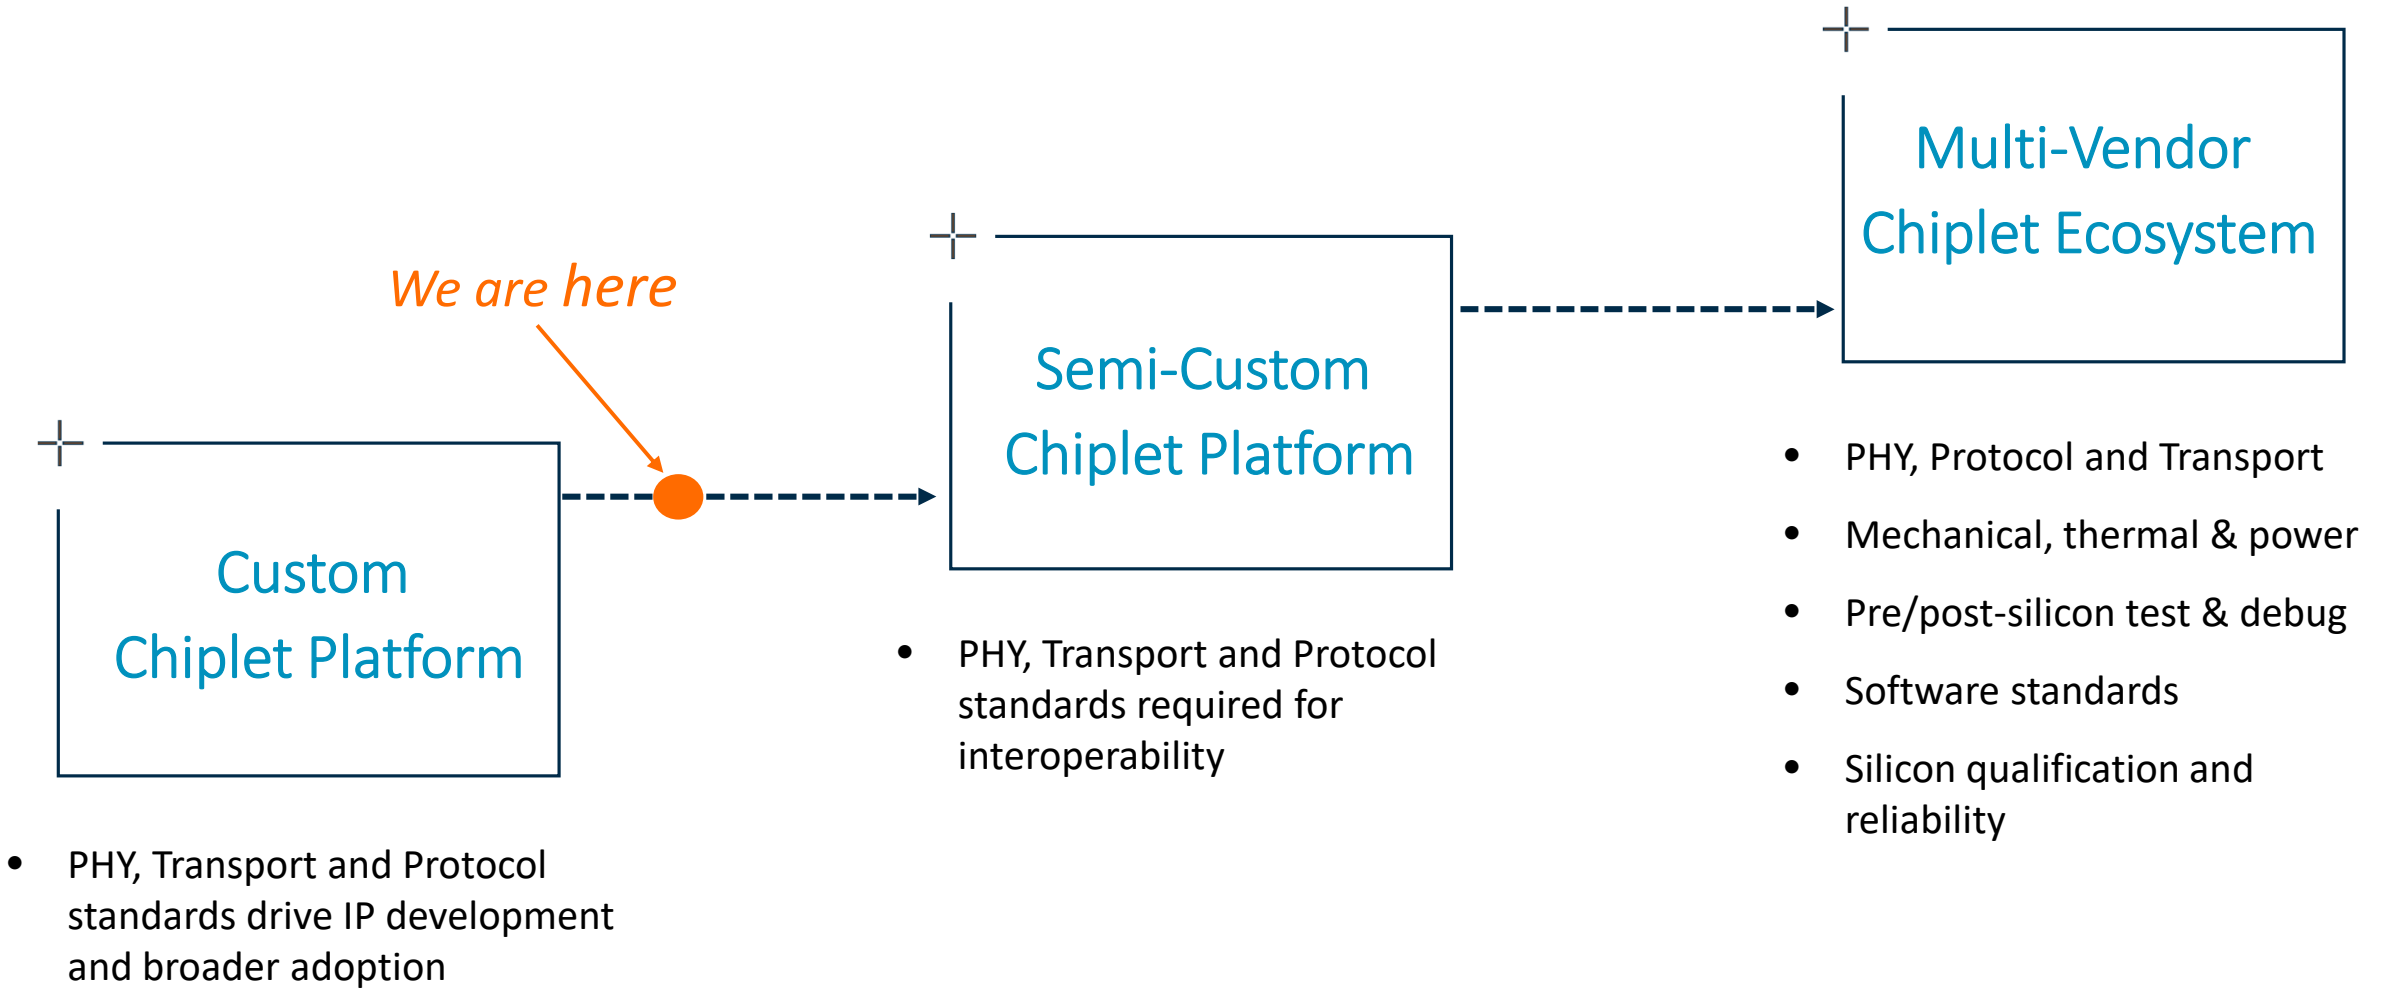 We are here
Custom
Chiplet Platform
• PHY, Transport and Protocol
standards drive IP development
and broader adoption
Semi-Custom
Chiplet Platform
• PHY, Transport and Protocol
standards required for
interoperability
Multi-Vendor
Chiplet Ecosystem
• PHY, Protocol and Transport
• Mechanical, thermal & power
• Pre/post-silicon test & debug
• Software standards
• Silicon qualification and
reliability